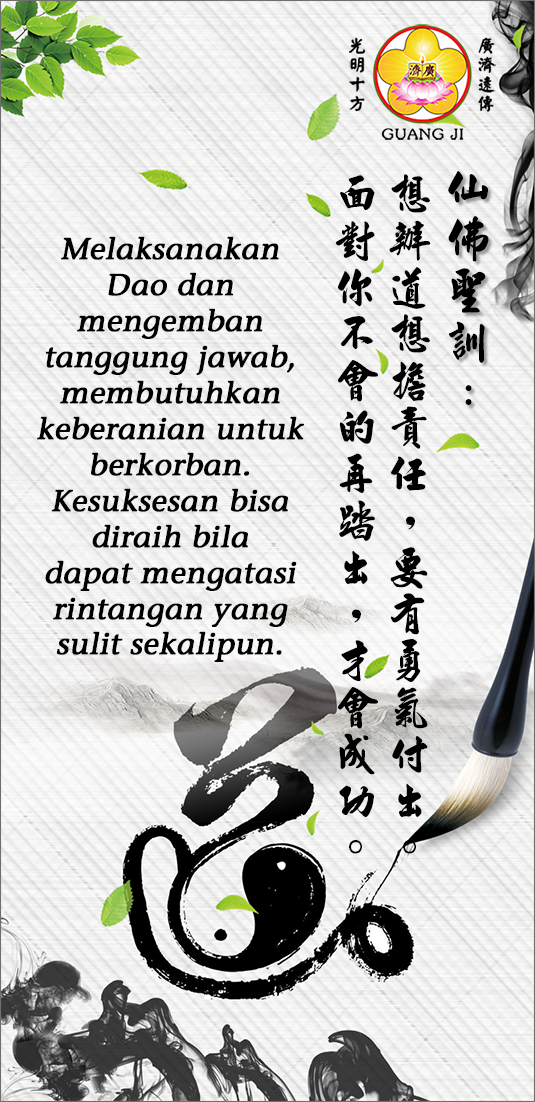 廣濟遠傳
光明十方
廣濟
GUANG JI
仙佛聖訓：
想辦道想擔責任，要有勇氣付出。
面對你不會的再踏出，才會成功。
Melaksanakan
Dao dan
mengemban
tanggung jawab,
membutuhkan
keberanian untuk
berkorban.
Kesuksesan bisa
diraih bila
dapat mengatasi
rintangan yang
sulit sekalipun.